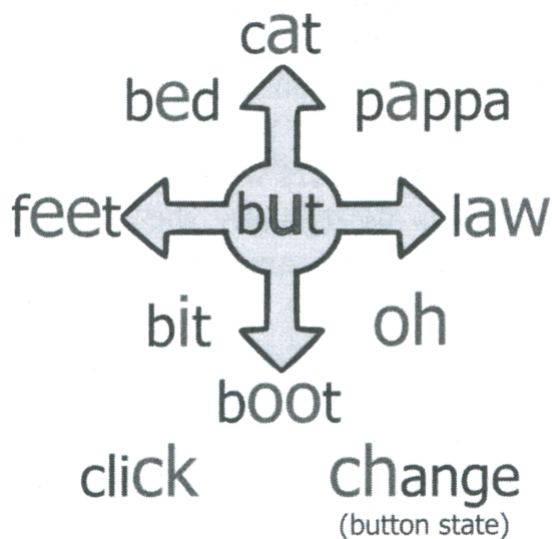 cat
bed pappa
feet but law
bit oh
boot
click change
(button state)